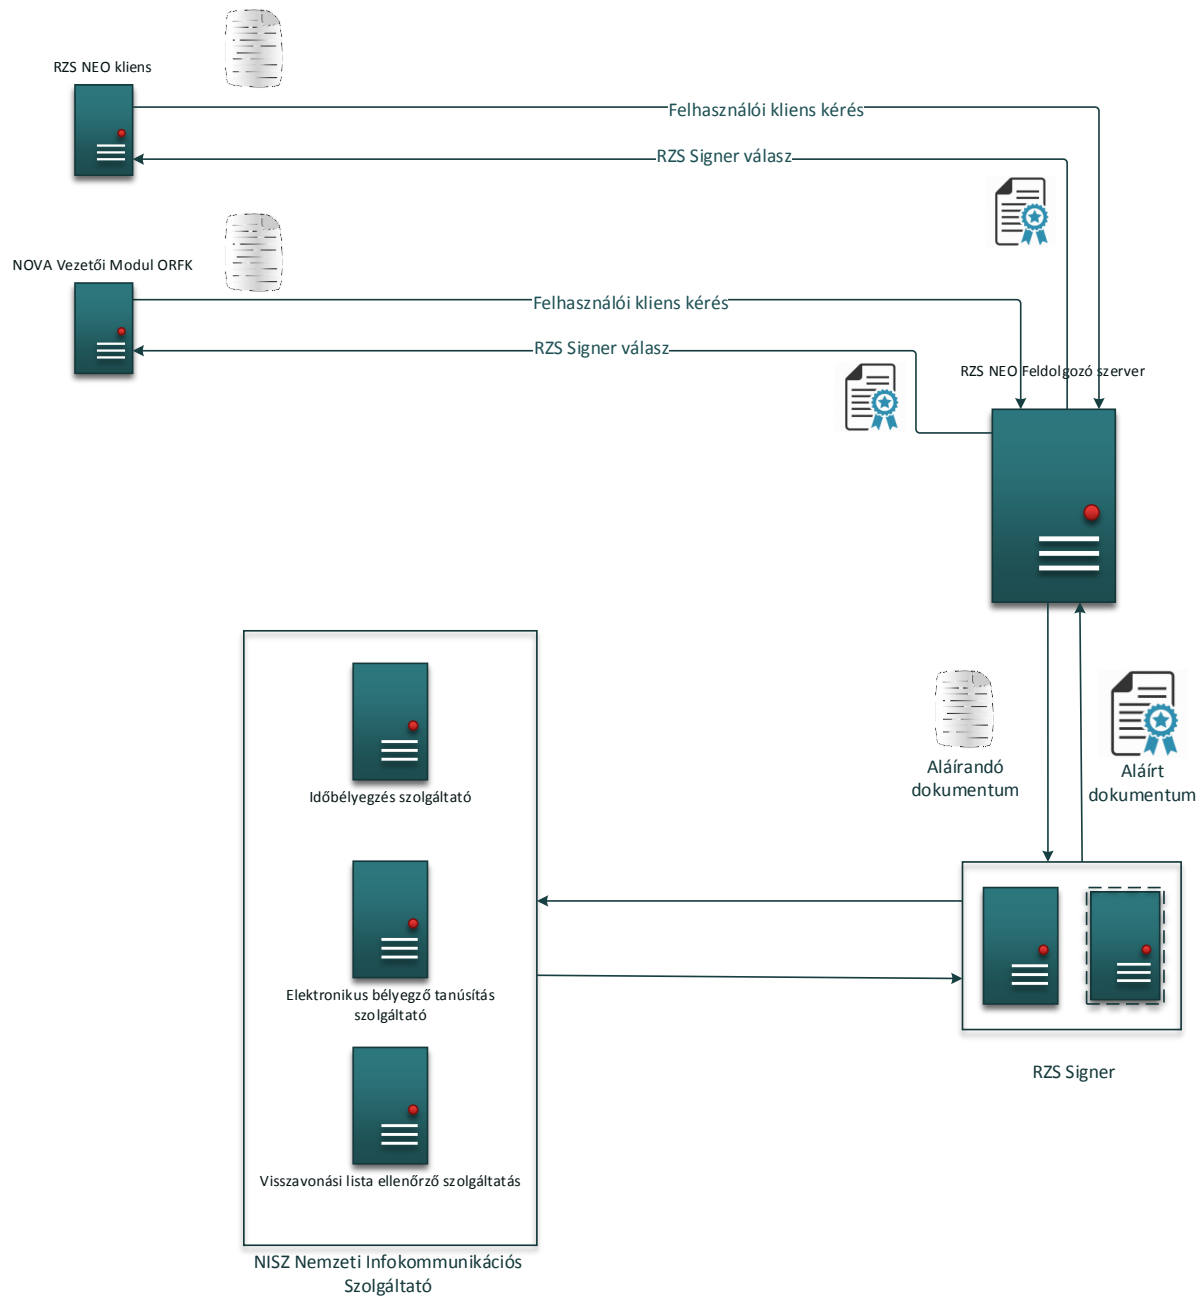 RZS NEO kliens
Felhasználói kliens kérés
RZS Signer válasz
NOVA Vezetői Modul ORFK
Felhasználói kliens kérés
RZS Signer válasz
RZS NEO Feldolgozó szerver
Aláírandó
dokumentum
Aláírt
dokumentum
Időbélyegzés szolgáltató
Elektronikus bélyegző tanúsítás
szolgáltató
RZS Signer
Visszavonási lista ellenőrző szolgáltatás
NISZ Nemzeti Infokommunikációs
Szolgáltató